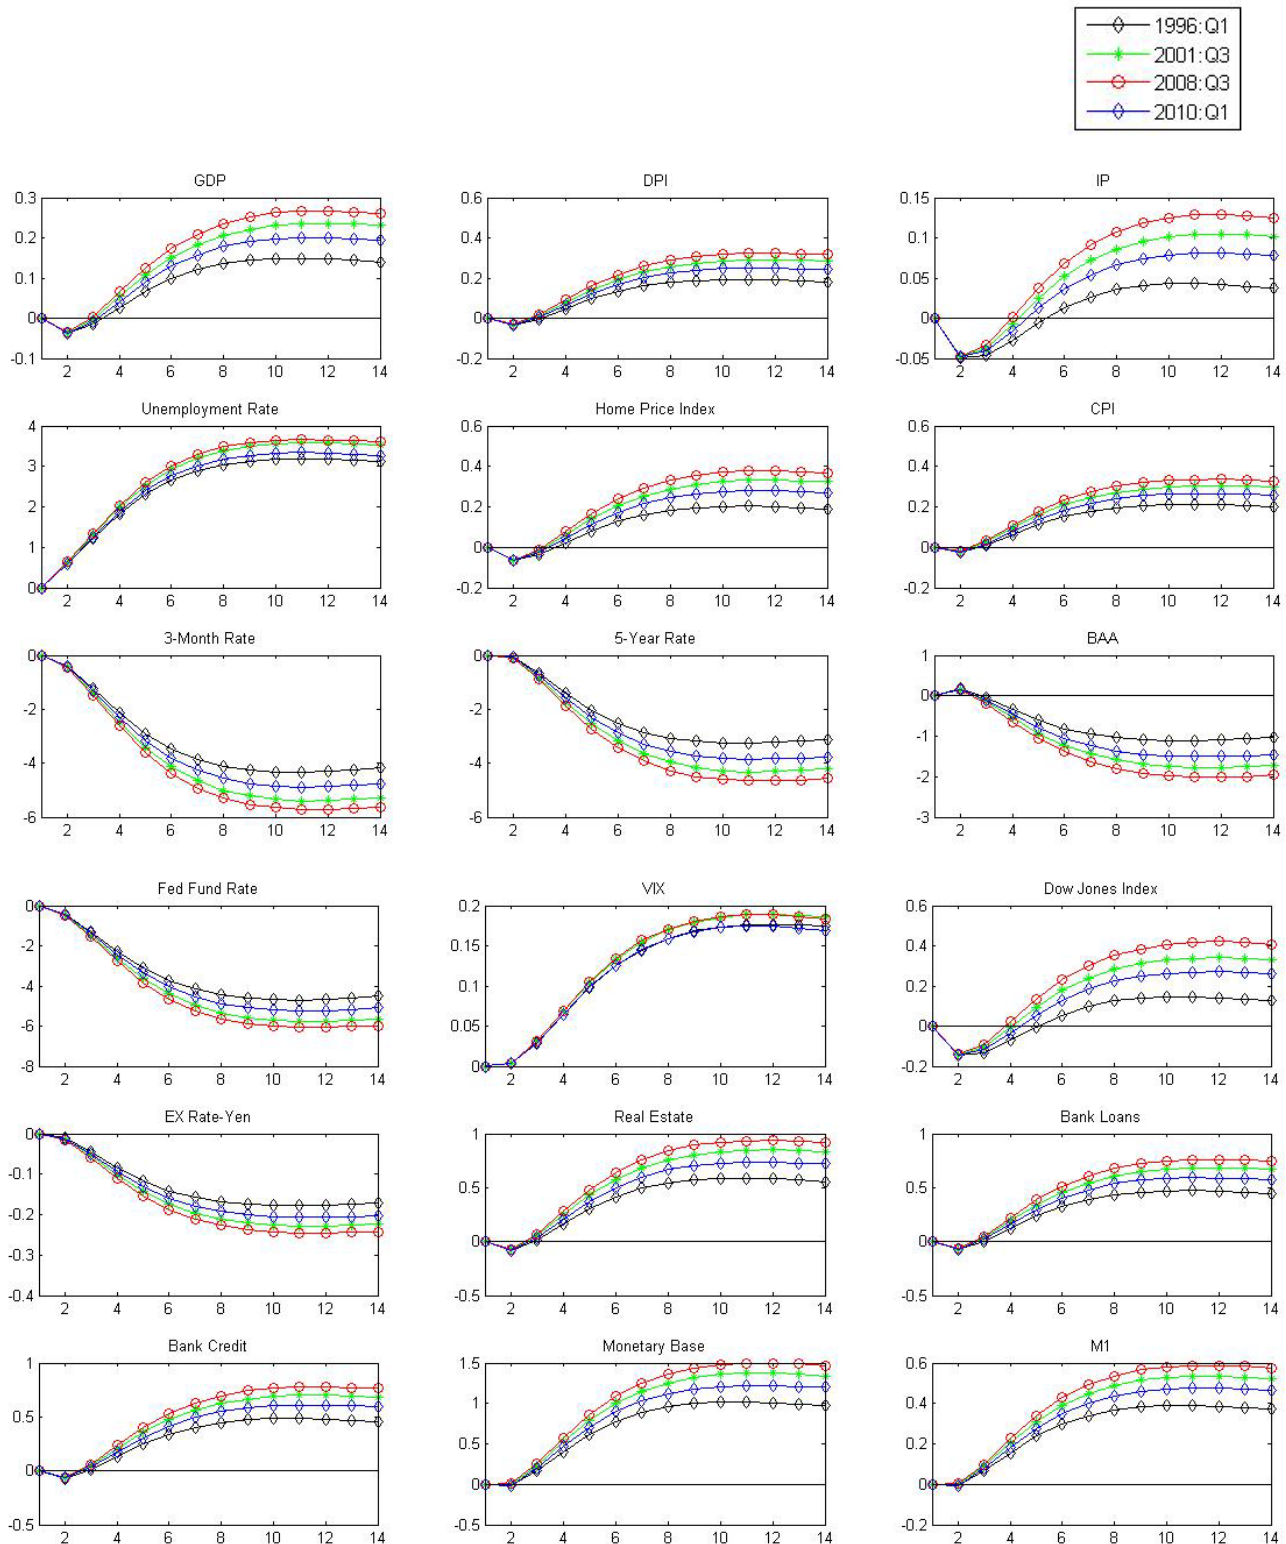 1996:Q1
2001:Q3
2008:Q3
2010:Q1
GDP DPI IP
0.3 0.6 0.15
0.2 0.4 0.1
0.1 0.2 0.05
0 0 0
-0.1 -0.2 -0.05
2 4 6 8 10 12 14 2 4 6 8 10 12 14 2 4 6 8 10 12 14
Unemployment Rate Home Price Index CPI
4 0.6 0.6
3 0.4 0.4
2 0.2 0.2
1 0 0
0 -0.2 -0.2
2 4 6 8 10 12 14 2 4 6 8 10 12 14 2 4 6 8 10 12 14
3-Month Rate 5-Year Rate BAA
0 0 1
-2 -2 0
-4 -4 -1
-6 -6 -2
-3
2 4 6 8 10 12 14 2 4 6 8 10 12 14 2 4 6 8 10 12 14
Fed Fund Rate VIX Dow Jones Index
0 0.2 0.6
-2 0.15 0.4
-4 0.1 0.2
-6 0.05 0
-8 0 -0.2
2 4 6 8 10 12 14 2 4 6 8 10 12 14 2 4 6 8 10 12 14
EX Rate-Yen Real Estate Bank Loans
0 1 1
-0.1 0.5 0.5
-0.2 0 0
-0.3 -0.5 -0.5
-0.4
2 4 6 8 10 12 14 2 4 6 8 10 12 14 2 4 6 8 10 12 14
Bank Credit Monetary Base M1
1 1.5 0.6
0.5 1 0.4
0 0.5 0.2
-0.5 0 0
-0.5 -0.2
2 4 6 8 10 12 14 2 4 6 8 10 12 14 2 4 6 8 10 12 14